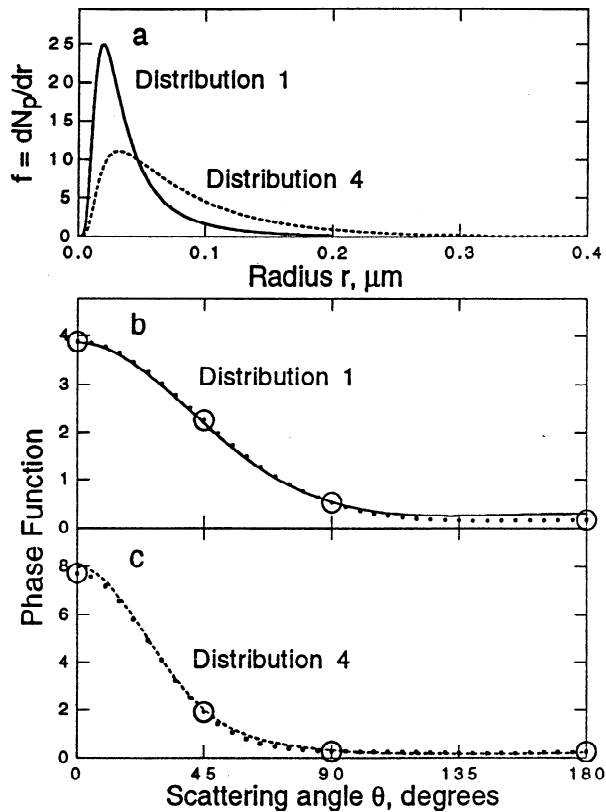 a
25
20
15
10
5
0
f = dNp/dr
Distribution 1
Distribution 4
0.0 0.1 0.2 0.3 0.4
Radius r, μm
b
4
3
2
1
0
Distribution 1
Phase Function
c
8
6
4
2
0
Distribution 4
0 45 90 135 180
Scattering angle θ, degrees